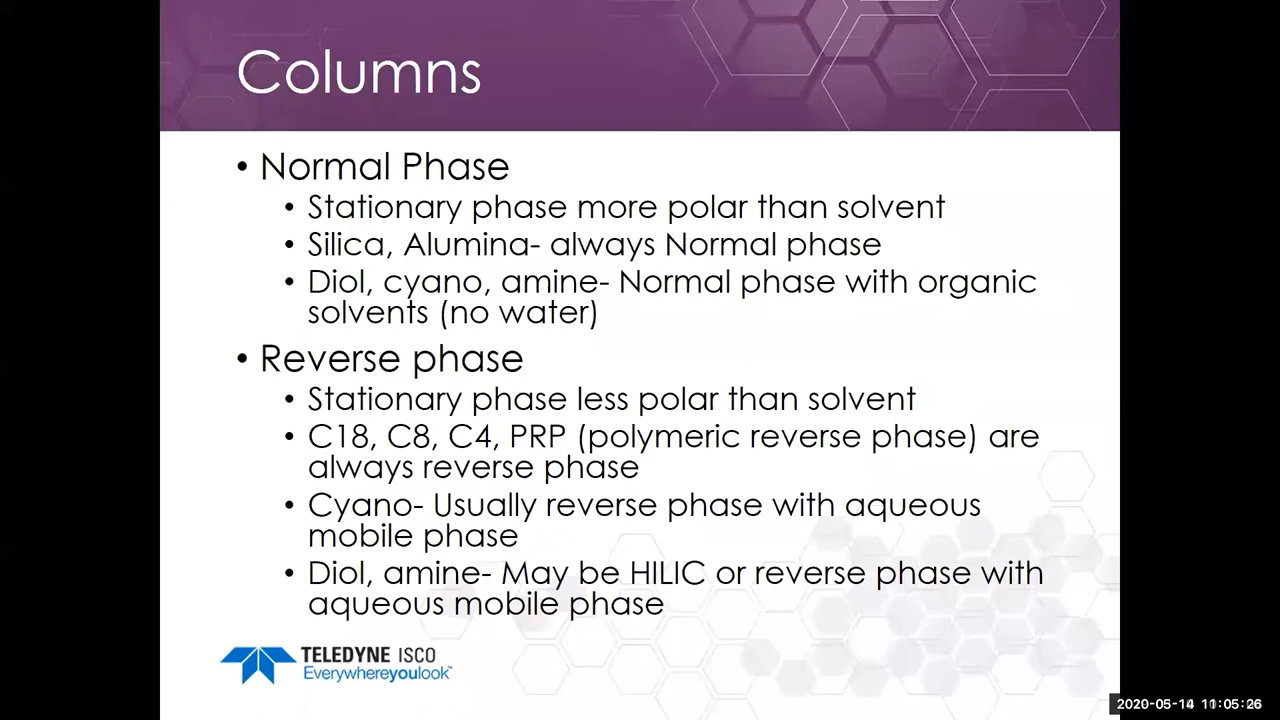 Columns
• Normal Phase
• Stationary phase more polar than solvent
• Silica, Alumina- always Normal phase
• Diol, cyano, amine- Normal phase with organic
solvents (no water)
• Reverse phase
• Stationary phase less polar than solvent
• C18, C8, C4, PRP (polymeric reverse phase) are
always reverse phase
• Cyano- Usually reverse phase with aqueous
mobile phase
• Diol, amine- May be HILIC or reverse phase with
aqueous mobile phase
TELEDYNE ISCO
Everywhereyoulook™
2020-05-14 11:05:26